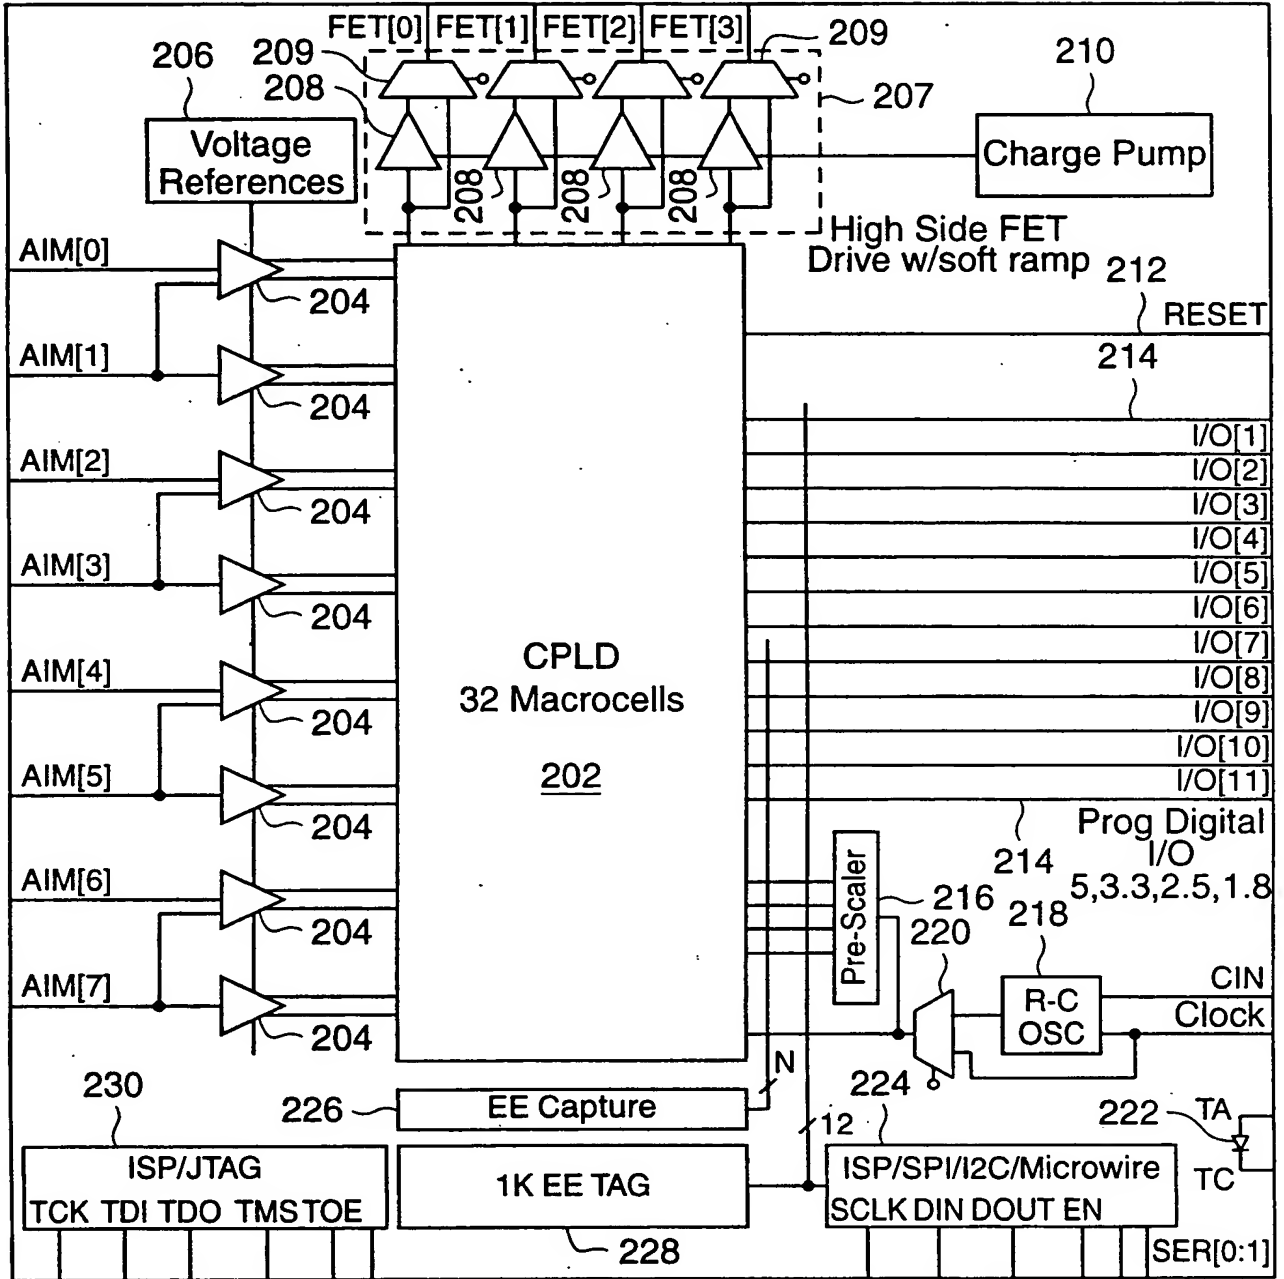 FET[0] FET[1] FET[2] FET[3]
209
209
206
208
207
210
Voltage
References
Charge Pump
208
208
208
High Side FET
Drive w/soft ramp
AIM[0]
204
212
RESET
AIM[1]
204
214
I/O[1]
AIM[2]
204
I/O[2]
I/O[3]
I/O[4]
AIM[3]
204
I/O[5]
I/O[6]
CPLD
32 Macrocells
202
I/O[7]
AIM[4]
204
I/O[8]
I/O[9]
I/O[10]
AIM[5]
204
I/O[11]
214
Prog Digital
I/O
5,3.3,2.5,1.8
AIM[6]
204
Pre-Scaler
216
218
220
AIM[7]
204
R-C
OSC
CIN
Clock
N
230
226
EE Capture
224
222
TA
TC
12
ISP/JTAG
TCK TDI TDO TMS TOE
1K EE TAG
228
ISP/SPI/I2C/Microwire
SCLK DIN DOUT EN
SER[0:1]